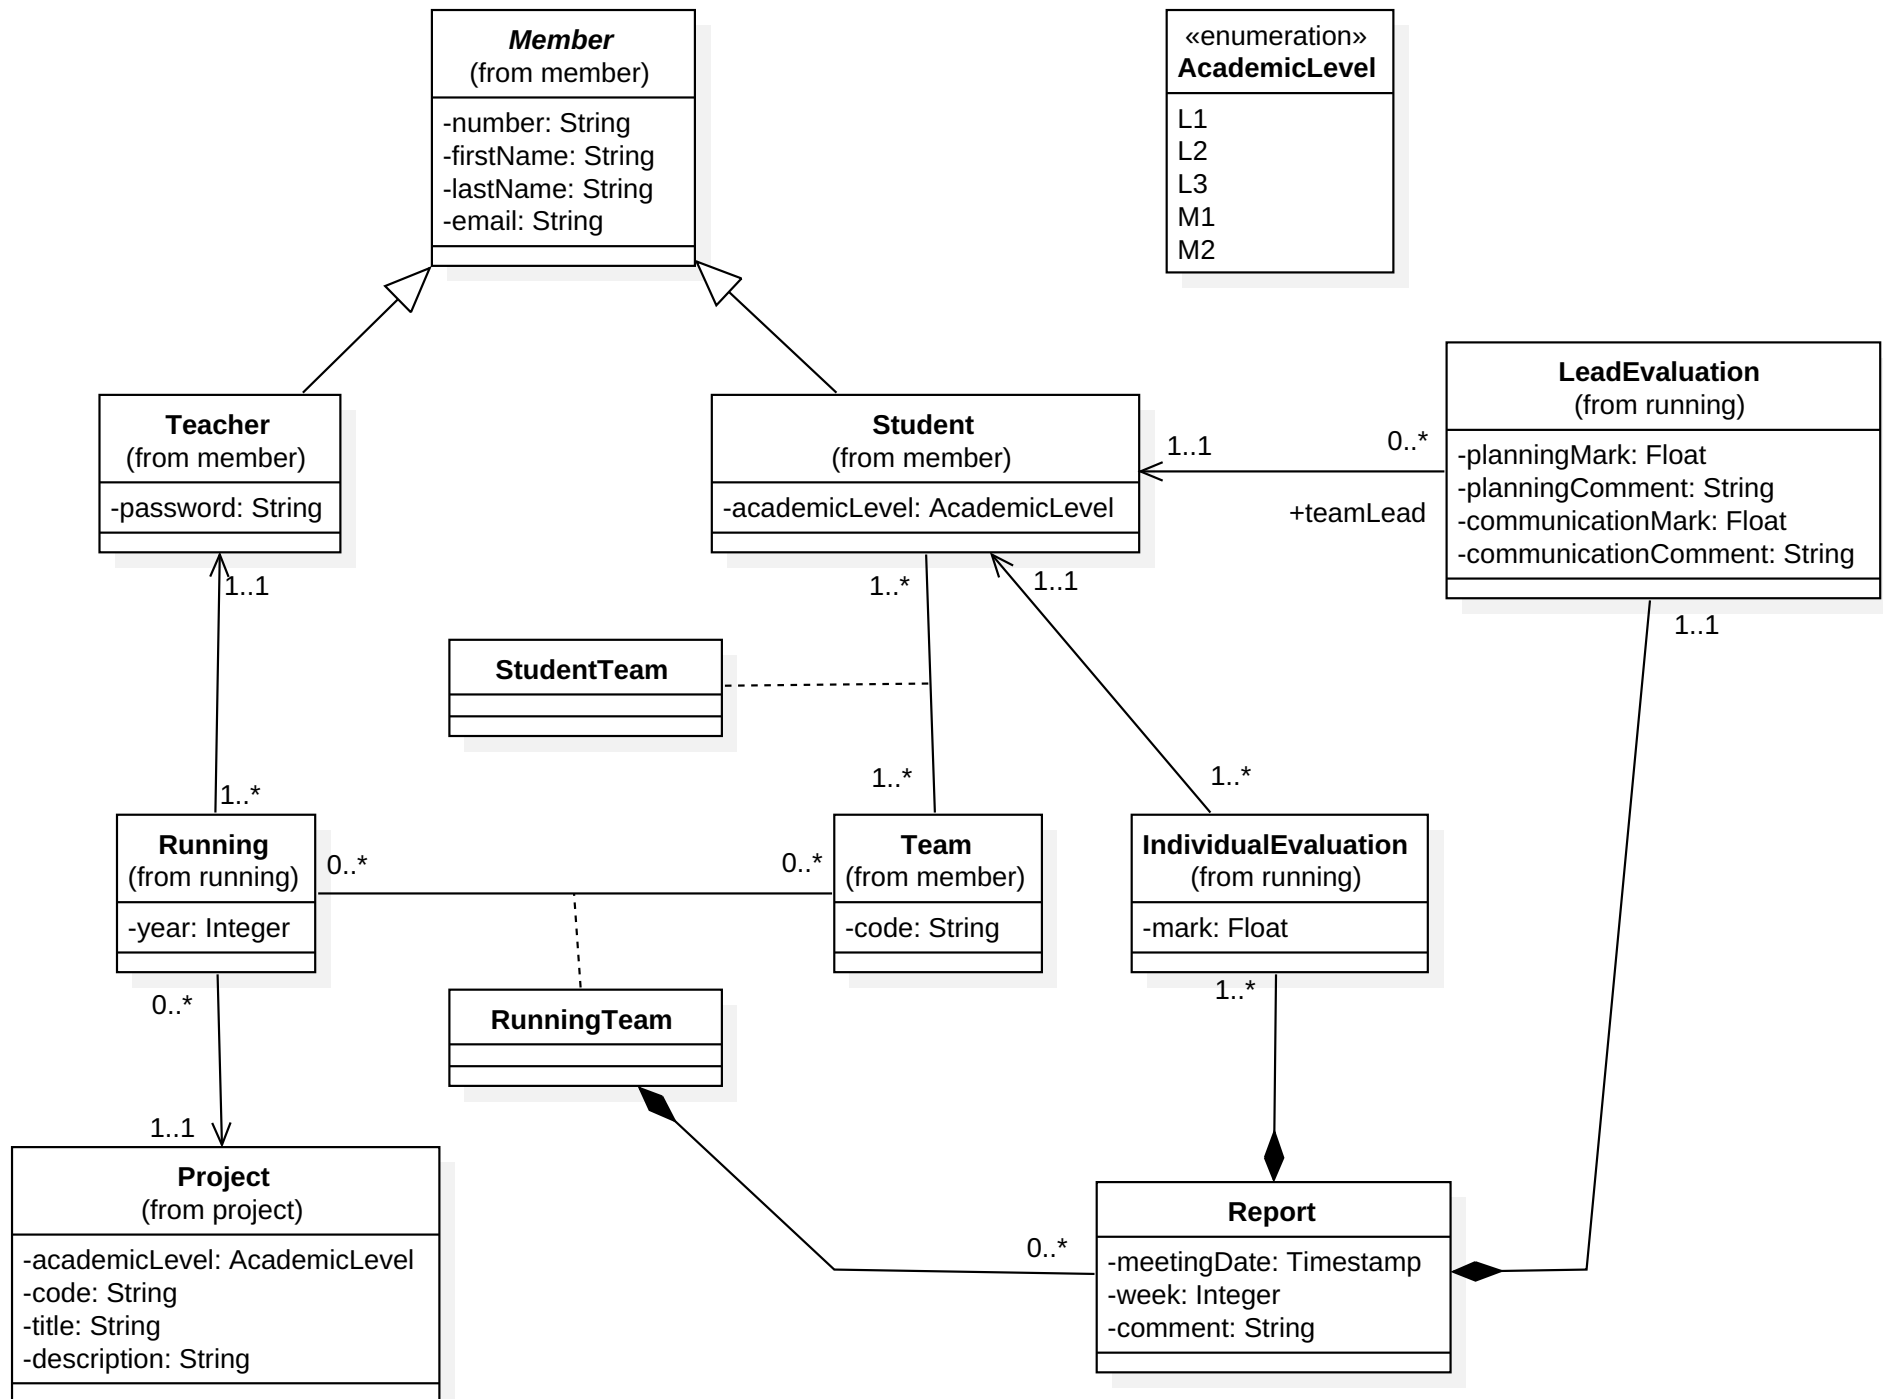 Member
(from member)
-number: String
-firstName: String
-lastName: String
-email: String
«enumeration»
AcademicLevel
L1
L2
L3
M1
M2
Teacher
(from member)
-password: String
1..1
Student
(from member)
-academicLevel: AcademicLevel
1..*
1..1
1..1
0..*
+teamLead
LeadEvaluation
(from running)
-planningMark: Float
-planningComment: String
-communicationMark: Float
-communicationComment: String
1..1
StudentTeam
1..*
1..*
1..*
Running
(from running)
-year: Integer
0..*
0..*
0..*
Team
(from member)
-code: String
IndividualEvaluation
(from running)
-mark: Float
1..*
RunningTeam
1..1
Project
(from project)
-academicLevel: AcademicLevel
-code: String
-title: String
-description: String
0..*
Report
-meetingDate: Timestamp
-week: Integer
-comment: String